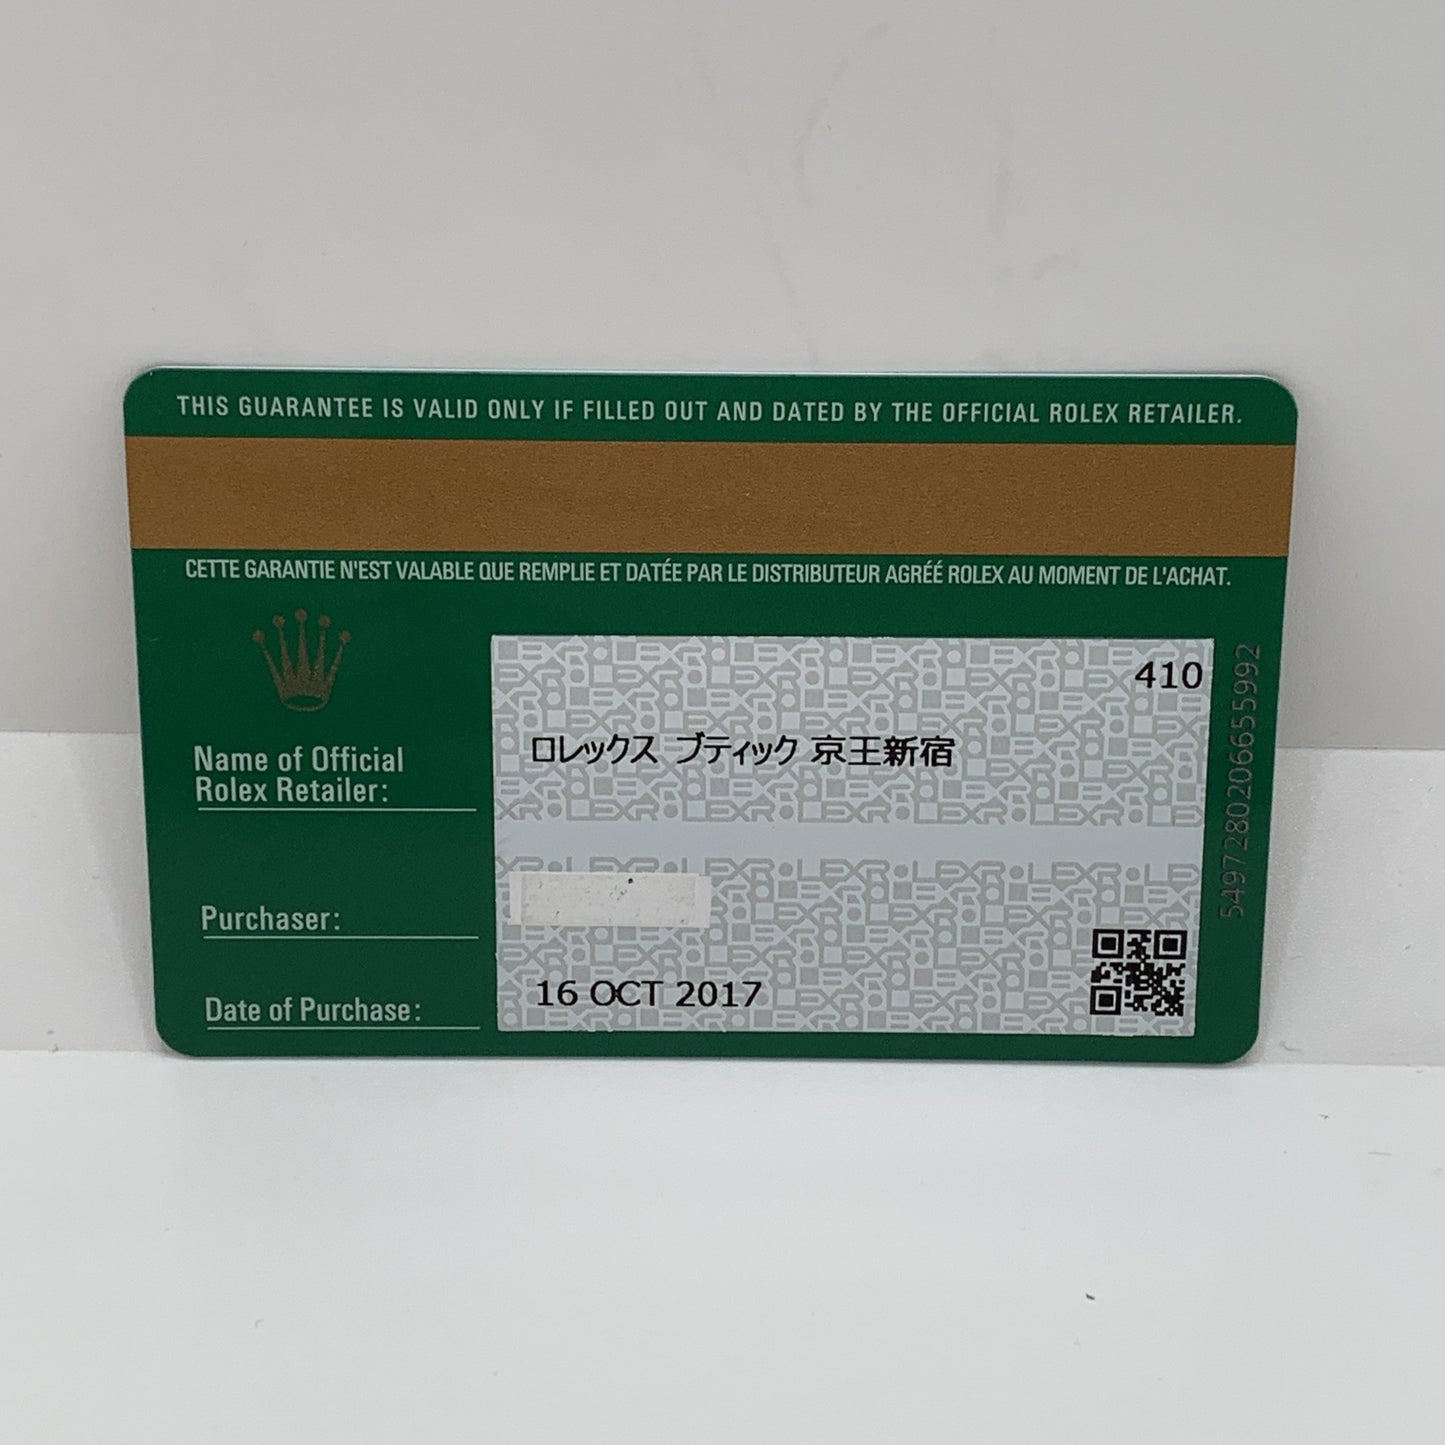 THIS GUARANTEE IS VALID ONLY IF FILLED OUT AND DATED BY THE OFFICIAL ROLEX RETAILER.
CETTE GARANTIE N'EST VALABLE QUE REMPLIE ET DATÉE PAR LE DISTRIBUTEUR AGRÉÉ ROLEX AU MOMENT DE L'ACHAT.
410
Name of Official
Rolex Retailer:
ロレックス ブティック 京王新宿
Purchaser:
Date of Purchase:
16 OCT 2017
5497280206655992